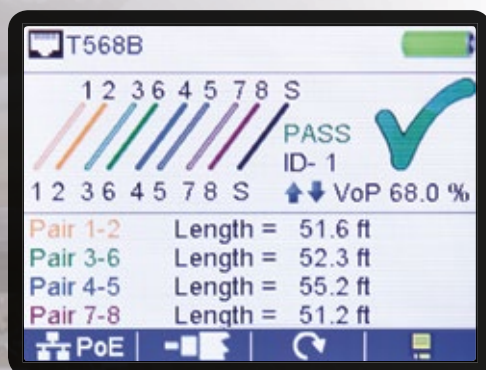 T568B
1 2 3 6 4 5 7 8 S
PASS
ID- 1
1 2 3 6 4 5 7 8 S
VoP 68.0 %
Pair 1-2 Length = 51.6 ft
Pair 3-6 Length = 52.3 ft
Pair 4-5 Length = 55.2 ft
Pair 7-8 Length = 51.2 ft
PoE